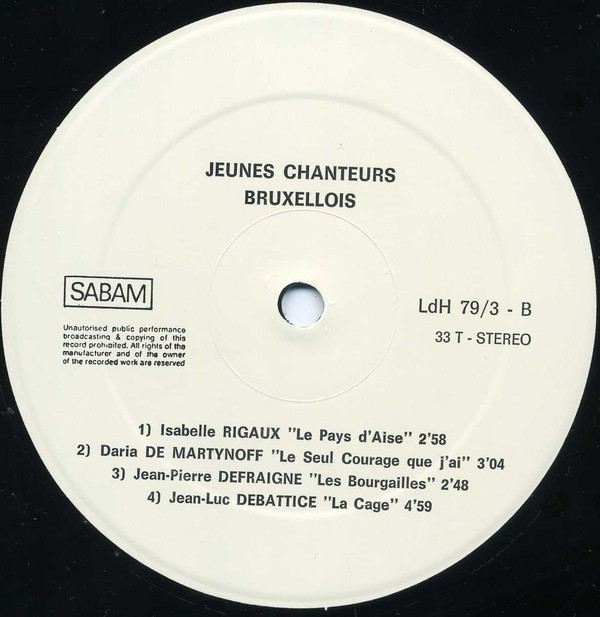 JEUNES CHANTEURS
BRUXELLOIS
SABAM
Unautorised public performance
broadcasting & copying of this
record prohibited. All rights of the
manufacturer and of the owner
of the recorded work are reserved
LdH 79/3 - B
33 T - STEREO
1) Isabelle RIGAUX "Le Pays d'Aise" 2'58
2) Daria DE MARTYNOFF "Le Seul Courage que j'ai" 3'04
3) Jean-Pierre DEFRAIGNE "Les Bourgailles" 2'48
4) Jean-Luc DEBATTICE "La Cage" 4'59